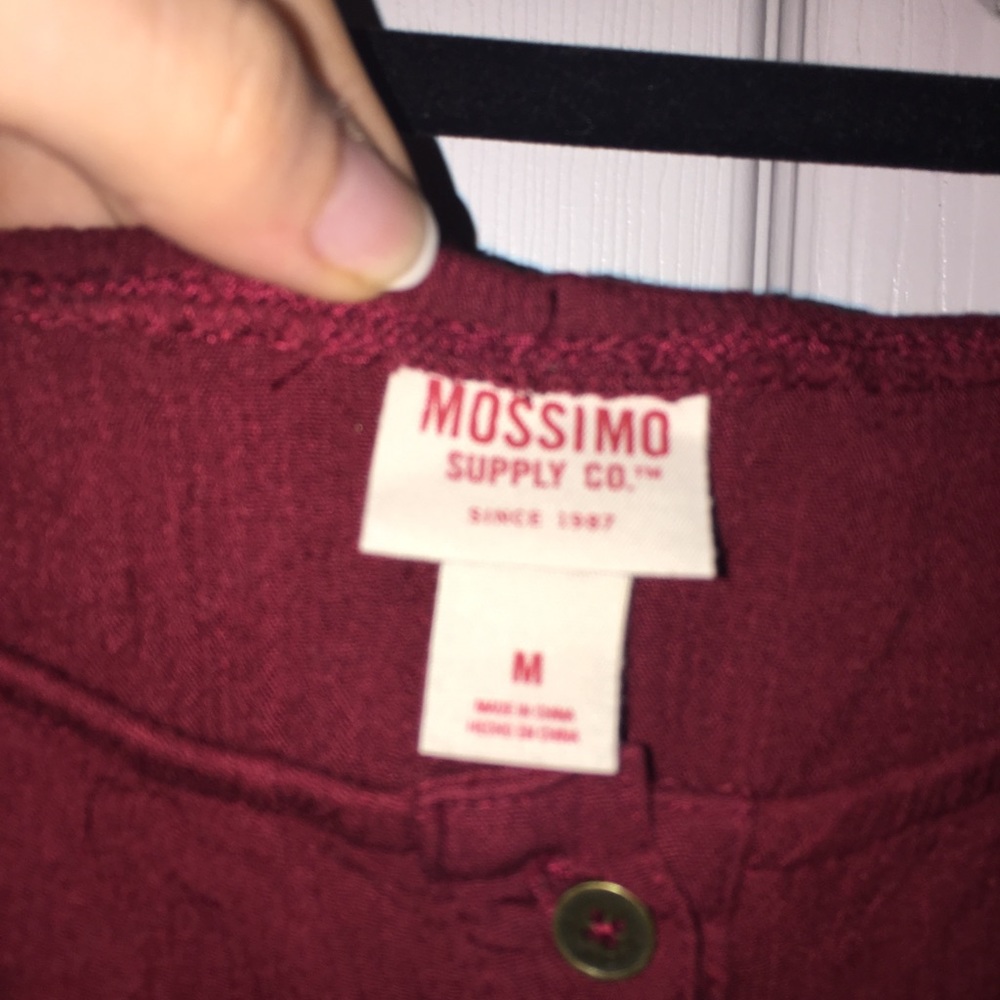 MOSSIMO
SUPPLY CO.™
SINCE 1987
M
MADE IN CHINA
HECHO EN CHINA